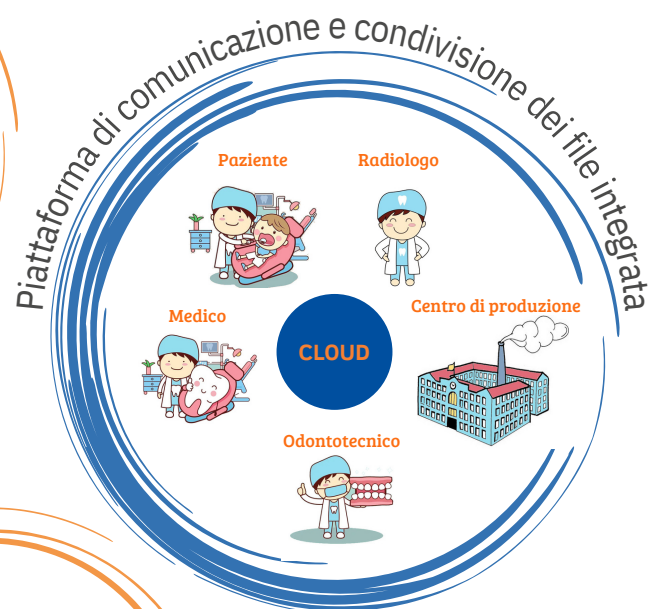 Piattaforma di comunicazione e condivisione dei file integrata
Paziente
Radiologo
Medico
Centro di produzione
CLOUD
Odontotecnico